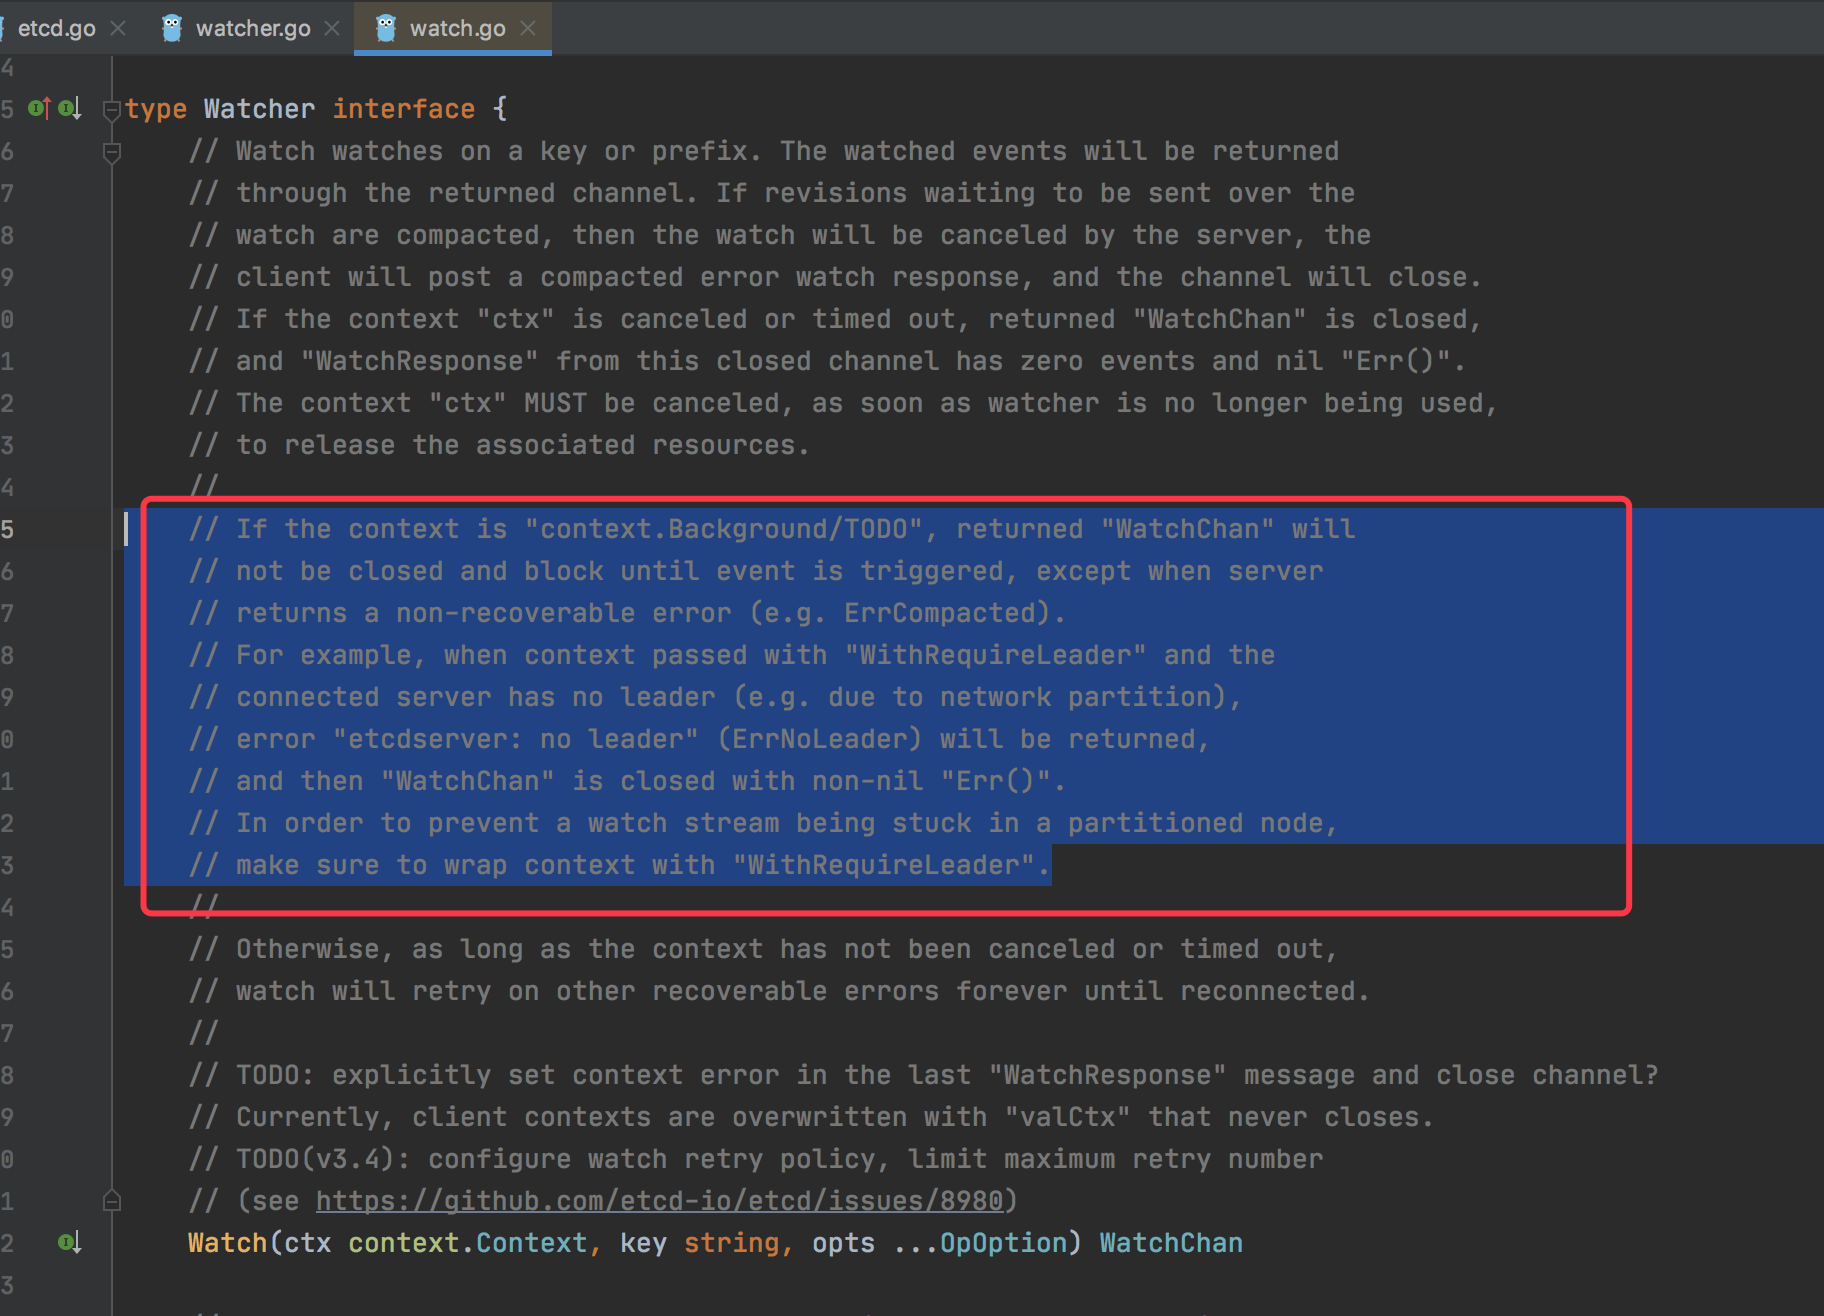 etcd.go watcher.go watch.go
4
5 type Watcher interface {
6 // Watch watches on a key or prefix. The watched events will be returned
7 // through the returned channel. If revisions waiting to be sent over the
8 // watch are compacted, then the watch will be canceled by the server, the
9 // client will post a compacted error watch response, and the channel will close.
0 // If the context "ctx" is canceled or timed out, returned "WatchChan" is closed,
1 // and "WatchResponse" from this closed channel has zero events and nil "Err()".
2 // The context "ctx" MUST be canceled, as soon as watcher is no longer being used,
3 // to release the associated resources.
4 //
5 // If the context is "context.Background/TODO", returned "WatchChan" will
6 // not be closed and block until event is triggered, except when server
7 // returns a non-recoverable error (e.g. ErrCompacted).
8 // For example, when context passed with "WithRequireLeader" and the
9 // connected server has no leader (e.g. due to network partition),
0 // error "etcdserver: no leader" (ErrNoLeader) will be returned,
1 // and then "WatchChan" is closed with non-nil "Err()".
2 // In order to prevent a watch stream being stuck in a partitioned node,
3 // make sure to wrap context with "WithRequireLeader".
4 //
5 // Otherwise, as long as the context has not been canceled or timed out,
6 // watch will retry on other recoverable errors forever until reconnected.
7 //
8 // TODO: explicitly set context error in the last "WatchResponse" message and close channel?
9 // Currently, client contexts are overwritten with "valCtx" that never closes.
0 // TODO(v3.4): configure watch retry policy, limit maximum retry number
1 // (see https://github.com/etcd-io/etcd/issues/8980)
2 Watch(ctx context.Context, key string, opts ...OpOption) WatchChan
3